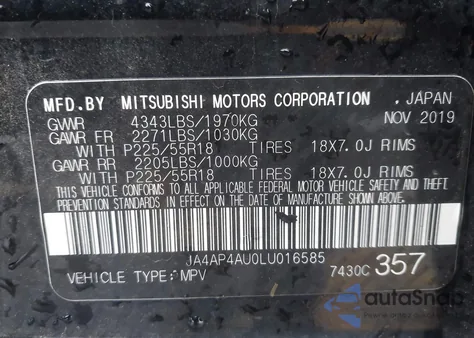 MFD.BY MITSUBISHI MOTORS CORPORATION , JAPAN
GVWR 4343LBS/1970KG NOV 2019
GAWR FR 2271LBS/1030KG
WITH P225/55R18 TIRES 18X7.0J RIMS
GAWR RR 2205LBS/1000KG
WITH P225/55R18 TIRES 18X7.0J RIMS
THIS VEHICLE CONFORMS TO ALL APPLICABLE FEDERAL MOTOR VEHICLE SAFETY AND THEFT
PREVENTION STANDARDS IN EFFECT ON THE DATE OF MANUFACTURE SHOWN ABOVE.
JA4AP4AU0LU016585
VEHICLE TYPE: MPV 7430C 357
autoSnap